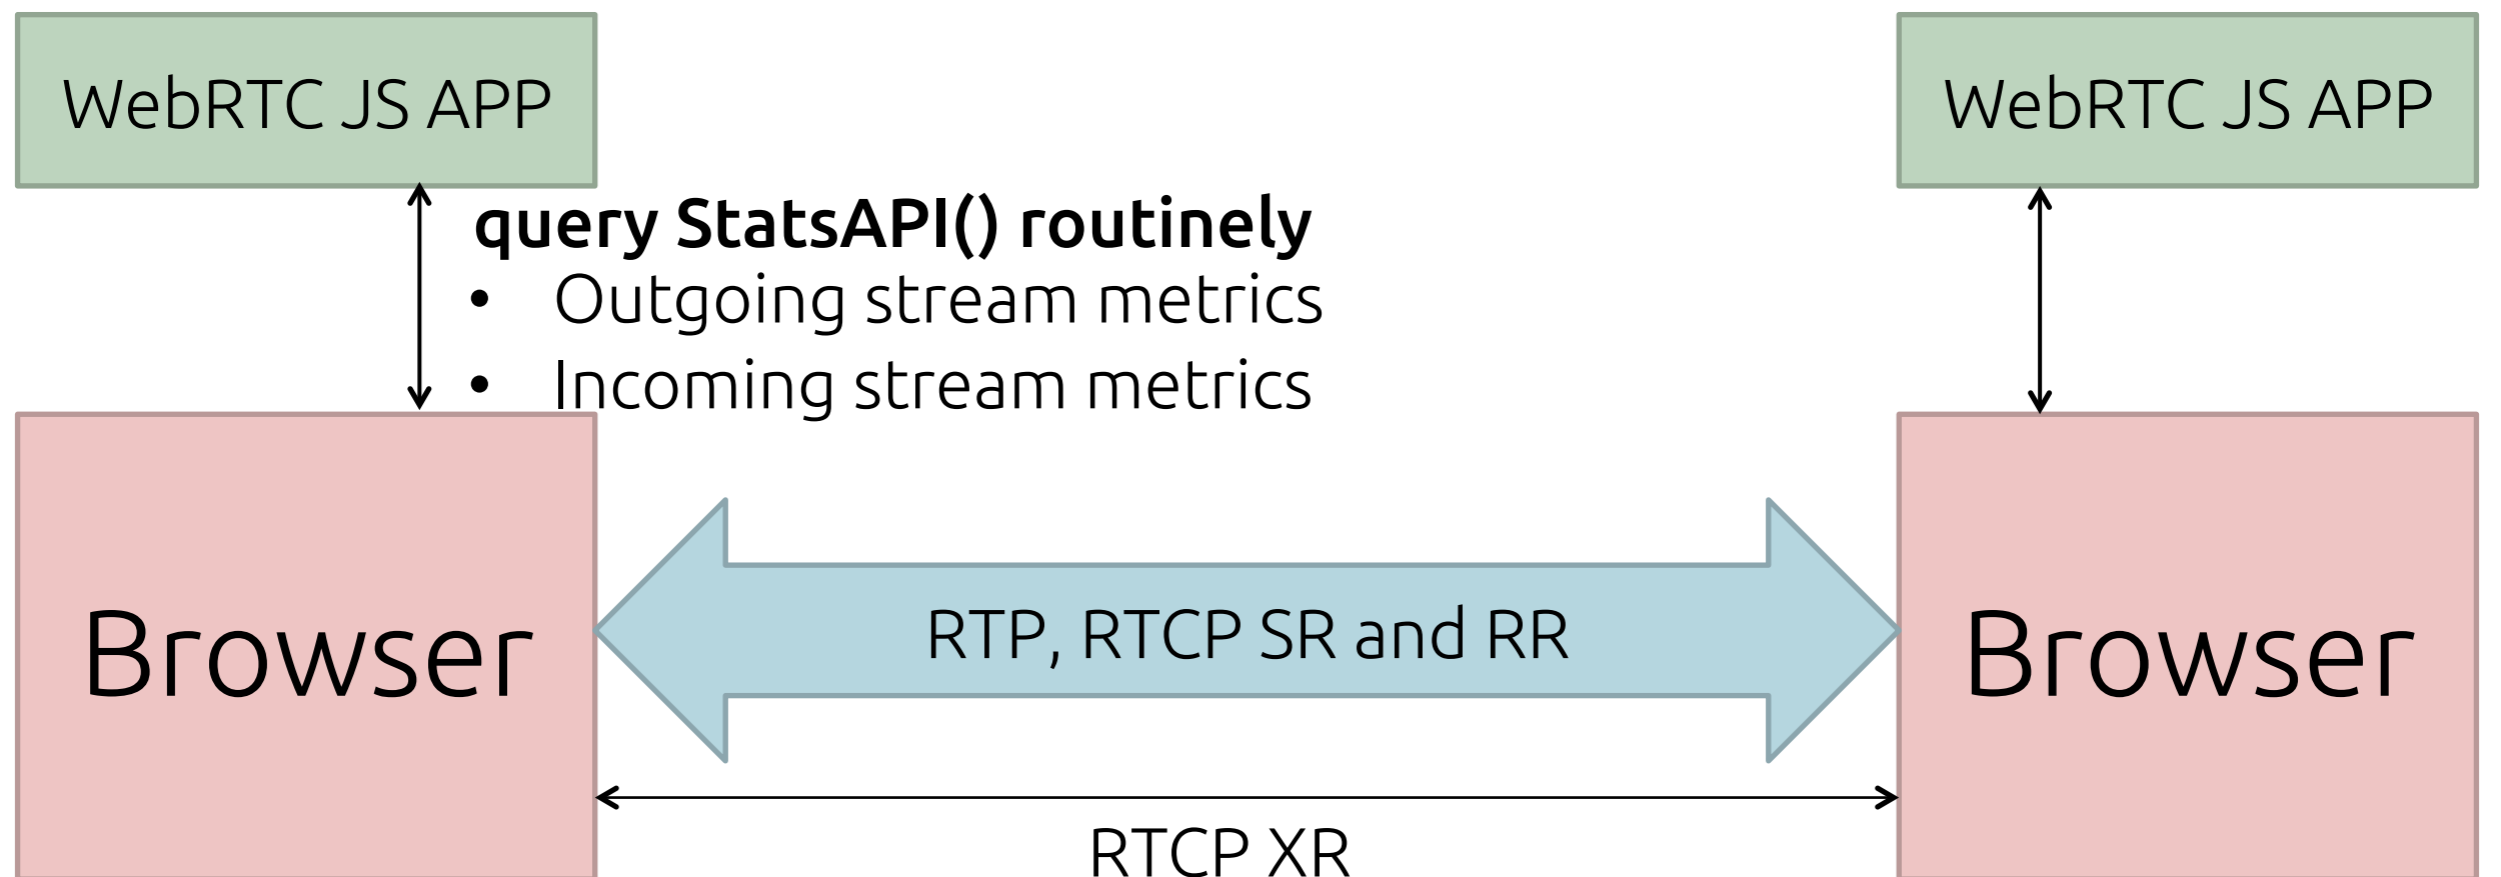 WebRTC JS APP
WebRTC JS APP
query StatsAPI() routinely
• Outgoing stream metrics
• Incoming stream metrics
Browser
RTP, RTCP SR and RR
Browser
RTCP XR